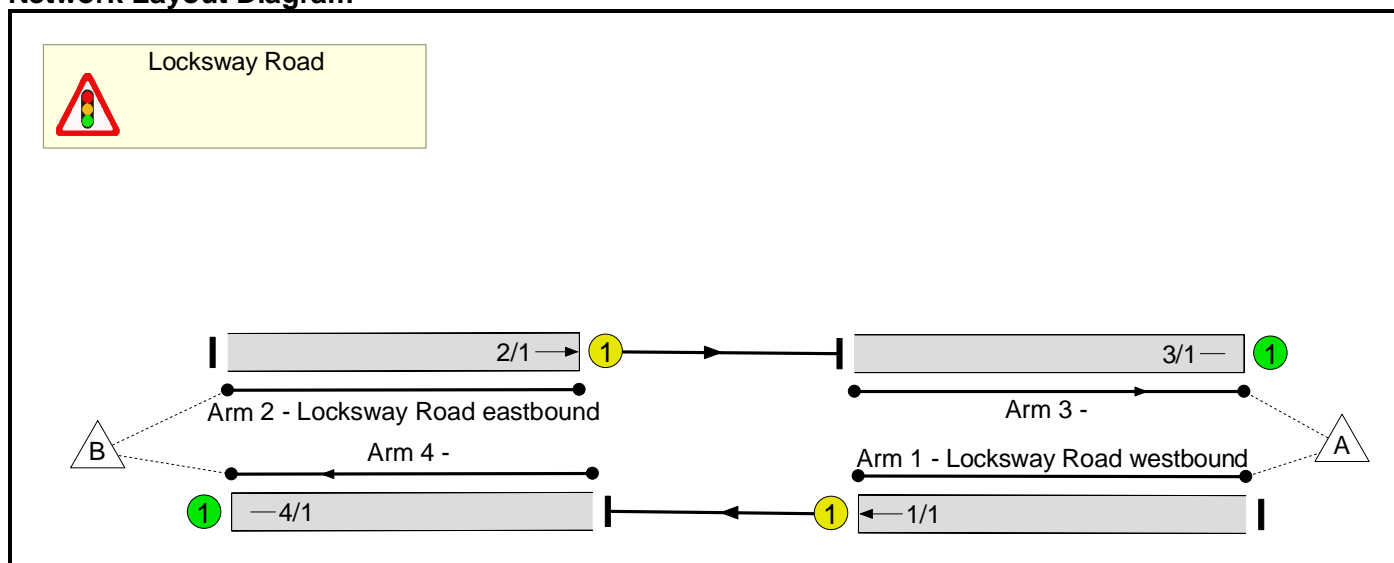 Network Layout Diagram
Locksway Road
2/1
1
3/1
1
Arm 2 - Locksway Road eastbound
Arm 3 -
B
Arm 4 -
Arm 1 - Locksway Road westbound
A
1
4/1
1
1/1